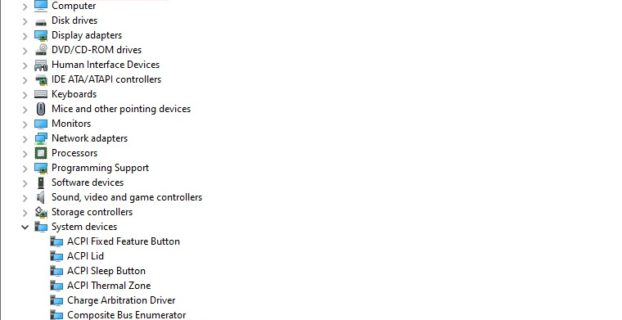 Computer
Disk drives
Display adapters
DVD/CD-ROM drives
Human Interface Devices
IDE ATA/ATAPI controllers
Keyboards
Mice and other pointing devices
Monitors
Network adapters
Processors
Programming Support
Software devices
Sound, video and game controllers
Storage controllers
System devices
ACPI Fixed Feature Button
ACPI Lid
ACPI Sleep Button
ACPI Thermal Zone
Charge Arbitration Driver
Composite Bus Enumerator